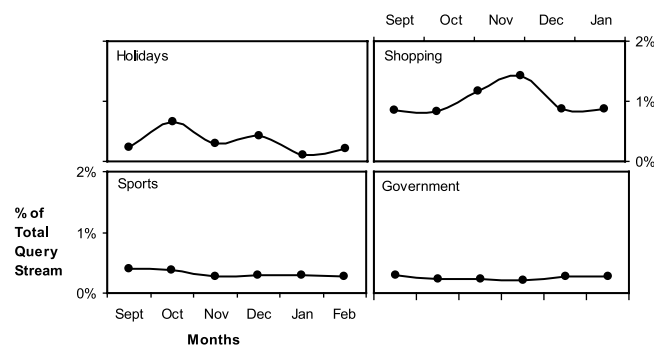 Sept Oct Nov Dec Jan
Holidays
Shopping
2%
1%
0%
Sports
Government
2%
1%
0%
% of
Total
Query
Stream
Sept Oct Nov Dec Jan Feb
Months